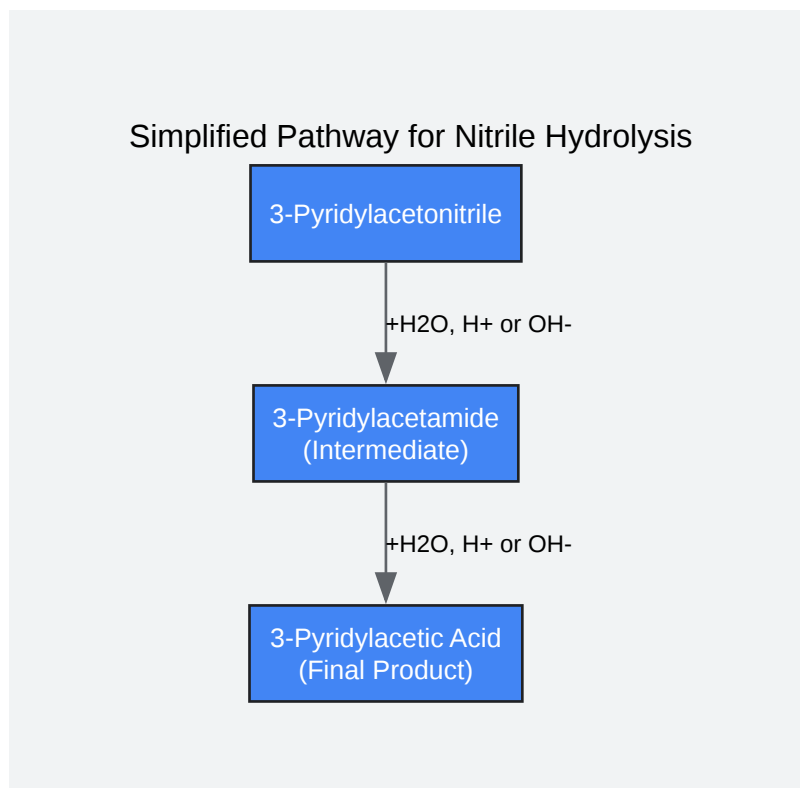 Simplified Pathway for Nitrile Hydrolysis
3-Pyridylacetonitrile
+H2O, H+ or OH-
3-Pyridylacetamide
(Intermediate)
+H2O, H+ or OH-
3-Pyridylacetic Acid
(Final Product)